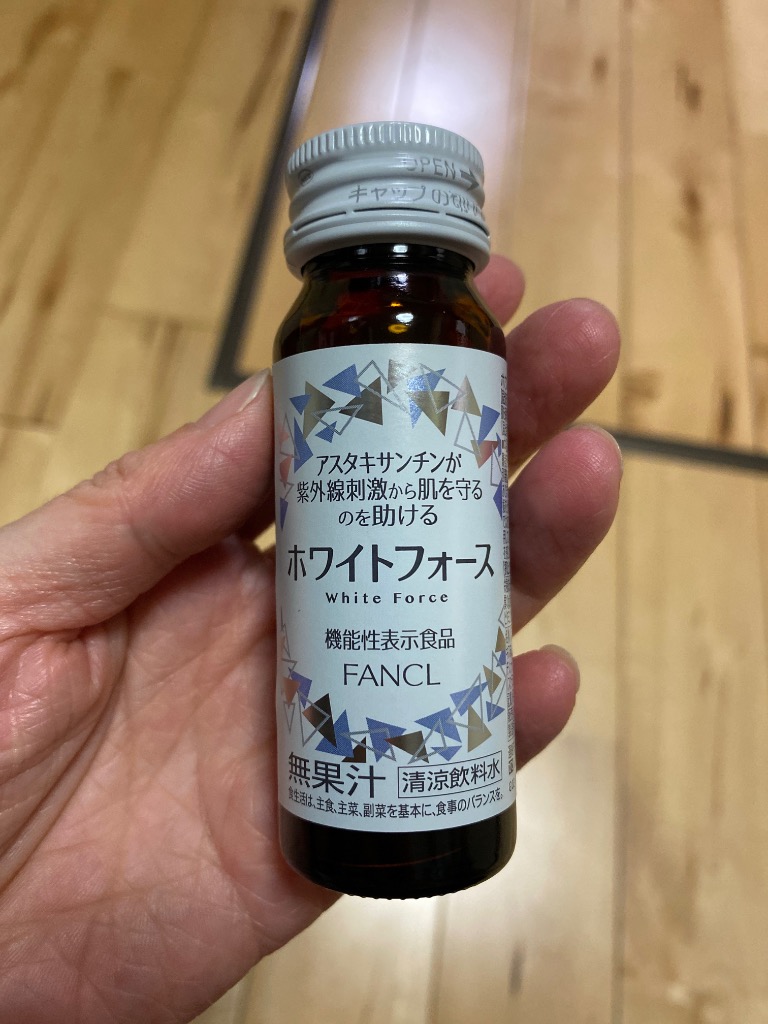 OPEN→
キャップの
アスタキサンチンが
紫外線刺激から肌を守る
のを助ける
ホワイトフォース
White Force
機能性表示食品
FANCL
無果汁 清涼飲料水
食生活は、主食、主菜、副菜を基本に、食事のバランスを。